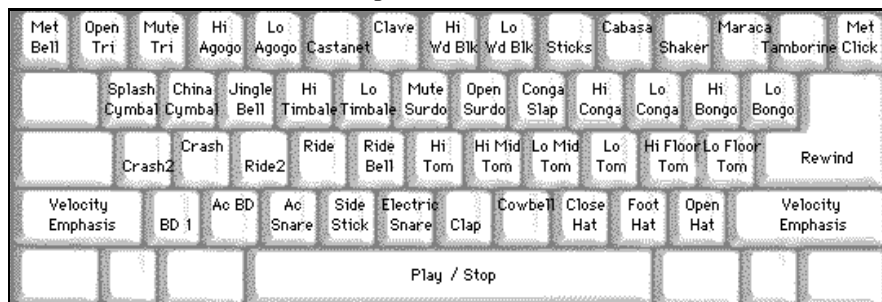 Met
Bell
Open
Tri
Mute
Tri
Hi
Agogo
Lo
Agogo
Castanet
Clave
Hi
Wd Blk
Lo
Wd Blk
Sticks
Cabasa
Shaker
Maraca
Tamborine
Met
Click
Splash
Cymbal
China
Cymbal
Jingle
Bell
Hi
Timbale
Lo
Timbale
Mute
Surdo
Open
Surdo
Conga
Slap
Hi
Conga
Lo
Conga
Hi
Bongo
Lo
Bongo
Crash2
Crash
Ride2
Ride
Ride
Bell
Hi
Tom
Hi Mid
Tom
Lo Mid
Tom
Lo
Tom
Hi Floor
Tom
Lo Floor
Tom
Rewind
Velocity
Emphasis
BD 1
Ac BD
Ac
Snare
Side
Stick
Electric
Snare
Clap
Cowbell
Close
Hat
Foot
Hat
Open
Hat
Velocity
Emphasis
Play / Stop